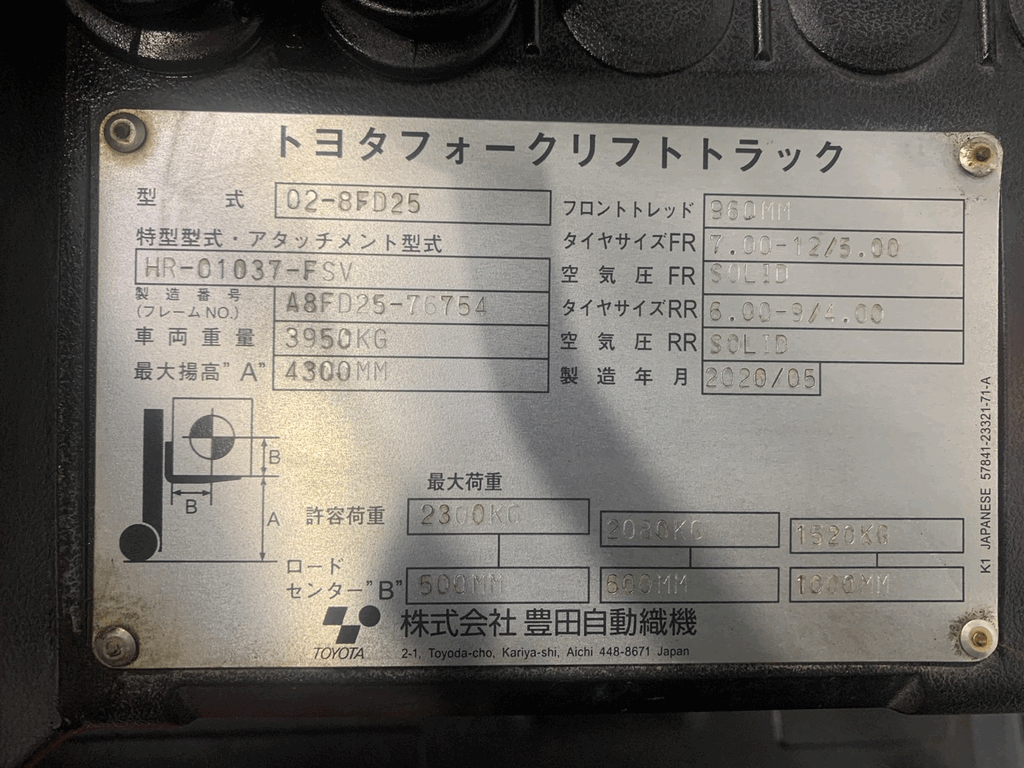 トヨタフォークリフトトラック
型式 02-8FD25
特型型式・アタッチメント型式
HR-01037-FSV
製造番号
(フレームNO.) A8FD25-76754
車両重量 3950KG
最大揚高"A" 4300MM
フロントトレッド 960MM
タイヤサイズFR 7.00-12/5.00
空気圧FR SOLID
タイヤサイズRR 6.00-9/4.00
空気圧RR SOLID
製造年月 2020/05
B
B
A
最大荷重
許容荷重 2300KG 2080KG 1520KG
ロード
センター"B" 500MM 600MM 1000MM
TOYOTA
株式会社 豊田自動織機
2-1, Toyoda-cho, Kariya-shi, Aichi 448-8671 Japan
K1 JAPANESE 57841-23321-71-A